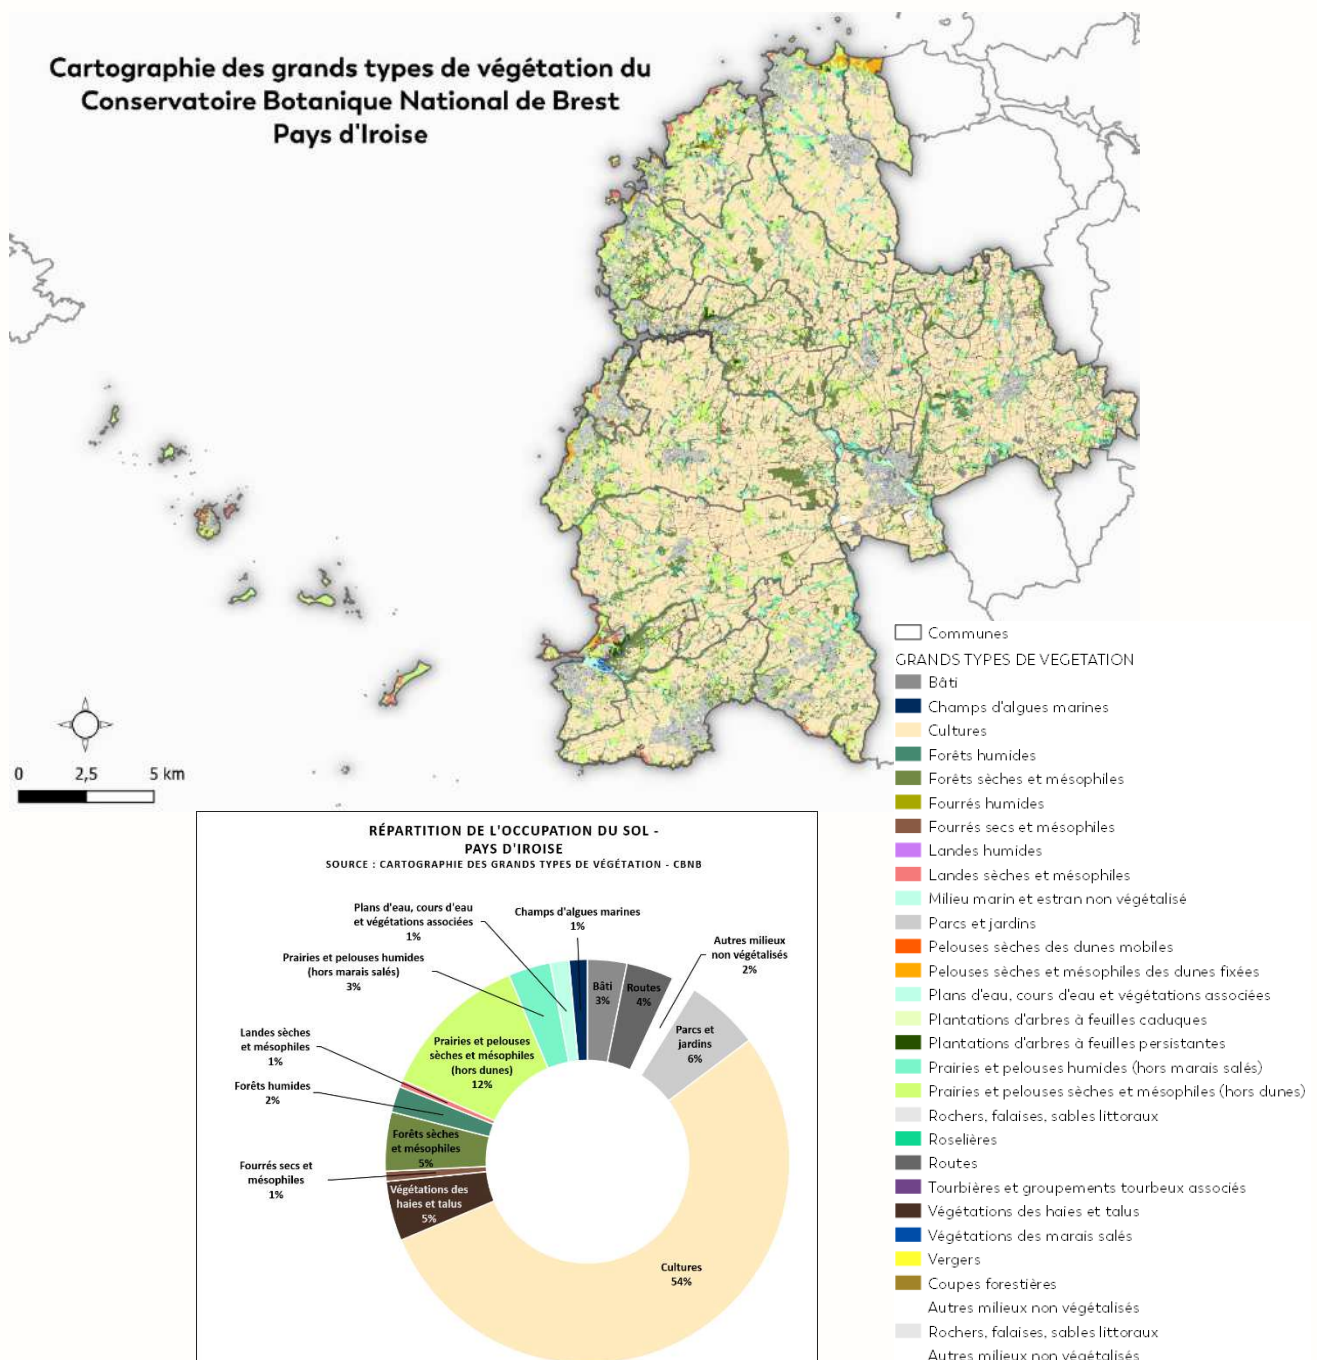 Cartographie des grands types de végétation du
Conservatoire Botanique National de Brest
Pays d'Iroise
0 2,5 5 km
Communes
GRANDS TYPES DE VEGETATION
Bâti
Champs d'algues marines
Cultures
Forêts humides
Forêts sèches et mésophiles
Fourrés humides
Fourrés secs et mésophiles
Landes humides
Landes sèches et mésophiles
Milieu marin et estran non végétalisé
Parcs et jardins
Pelouses sèches des dunes mobiles
Pelouses sèches et mésophiles des dunes fixées
Plans d'eau, cours d'eau et végétations associées
Plantations d'arbres à feuilles caduques
Plantations d'arbres à feuilles persistantes
Prairies et pelouses humides (hors marais salés)
Prairies et pelouses sèches et mésophiles (hors dunes)
Rochers, falaises, sables littoraux
Roselières
Routes
Tourbières et groupements tourbeux associés
Végétations des haies et talus
Végétations des marais salés
Vergers
Coupes forestières
Autres milieux non végétalisés
Rochers, falaises, sables littoraux
Autres milieux non végétalisés
RÉPARTITION DE L'OCCUPATION DU SOL -
PAYS D'IROISE
SOURCE : CARTOGRAPHIE DES GRANDS TYPES DE VÉGÉTATION - CBNB
Plans d'eau, cours d'eau
et végétations associées
1%
Champs d'algues marines
1%
Autres milieux
non végétalisés
2%
Prairies et pelouses humides
(hors marais salés)
3%
Bâti
3%
Routes
4%
Parcs et
jardins
6%
Prairies et pelouses
sèches et mésophiles
(hors dunes)
12%
Landes sèches
et mésophiles
1%
Forêts humides
2%
Forêts sèches
et mésophiles
5%
Fourrés secs et
mésophiles
1%
Végétations des
haies et talus
5%
Cultures
54%